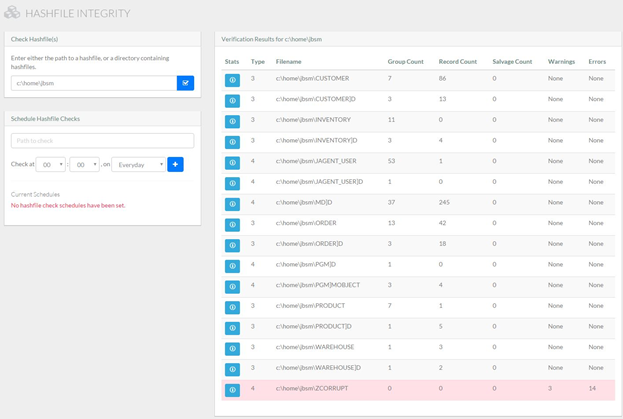 HASHFILE INTEGRITY
Check Hashfile(s)
Enter either the path to a hashfile, or a directory containing
hashfiles.
c:\home\jbsm
Schedule Hashfile Checks
Path to check
Check at 00 : 00 , on Everyday
Current Schedules
No hashfile check schedules have been set.
Verification Results for c:\home\jbsm
Stats Type Filename Group Count Record Count Salvage Count Warnings Errors
3 c:\home\jbsm\CUSTOMER 7 86 0 None None
3 c:\home\jbsm\CUSTOMER]D 3 13 0 None None
3 c:\home\jbsm\INVENTORY 11 0 0 None None
3 c:\home\jbsm\INVENTORY]D 3 4 0 None None
4 c:\home\jbsm\JAGENT_USER 53 1 0 None None
4 c:\home\jbsm\JAGENT_USER]D 1 0 0 None None
4 c:\home\jbsm\MD]D 37 245 0 None None
3 c:\home\jbsm\ORDER 13 42 0 None None
3 c:\home\jbsm\ORDER]D 3 18 0 None None
4 c:\home\jbsm\PGM]D 1 0 0 None None
4 c:\home\jbsm\PGM]MOBJECT 3 4 0 None None
3 c:\home\jbsm\PRODUCT 7 1 0 None None
3 c:\home\jbsm\PRODUCT]D 1 5 0 None None
3 c:\home\jbsm\WAREHOUSE 1 3 0 None None
3 c:\home\jbsm\WAREHOUSE]D 1 2 0 None None
4 c:\home\jbsm\ZCORRUPT 0 0 0 3 14